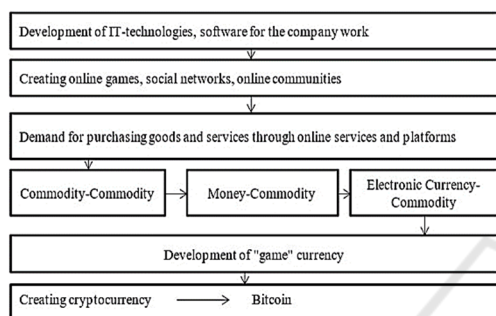 Development of IT-technologies, software for the company work
Creating online games, social networks, online communities
Demand for purchasing goods and services through online services and platforms
Commodity-Commodity
Money-Commodity
Electronic Currency-
Commodity
Development of "game" currency
Creating cryptocurrency
Bitcoin